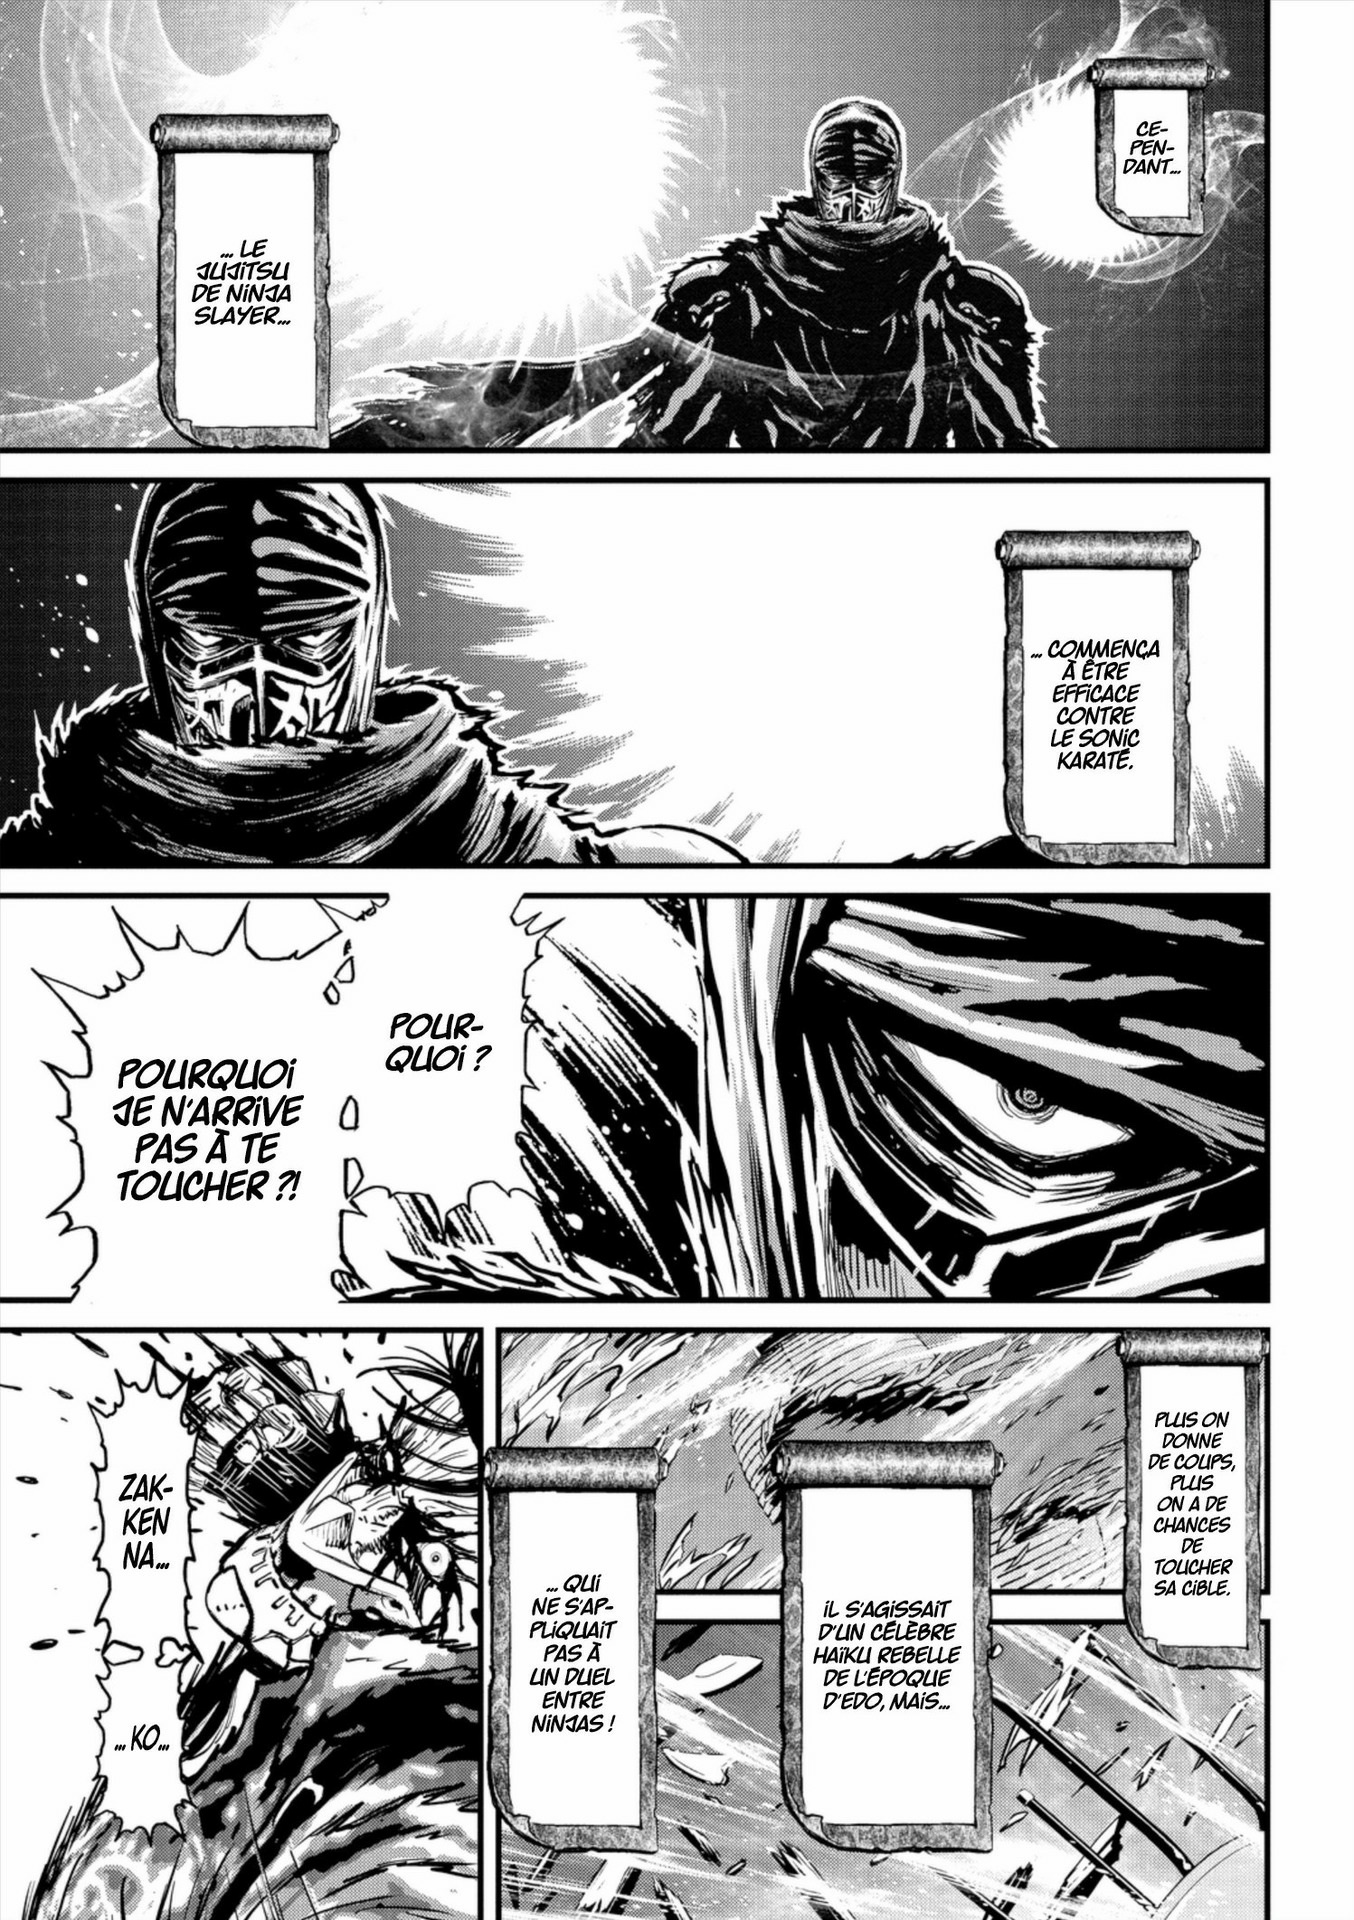 CE-
PEN-
DANT...
... LE
JUJITSU
DE NINJA
SLAYER...
... COMMENÇA
À ÊTRE
EFFICACE
CONTRE
LE SONIC
KARATÉ.
POUR-
QUOI ?
POURQUOI
JE N'ARRIVE
PAS À TE
TOUCHER ?!
PLUS ON
DONNE
DE COUPS,
PLUS
ON A DE
CHANCES
DE
TOUCHER
SA CIBLE.
IL S'AGISSAIT
D'UN CÉLÈBRE
HAÏKU REBELLE
DE L'ÉPOQUE
D'EDO, MAIS...
... QUI
NE S'AP-
PLIQUAIT
PAS À
UN DUEL
ENTRE
NINJAS !
ZAK-
KEN
NA...
... KO...